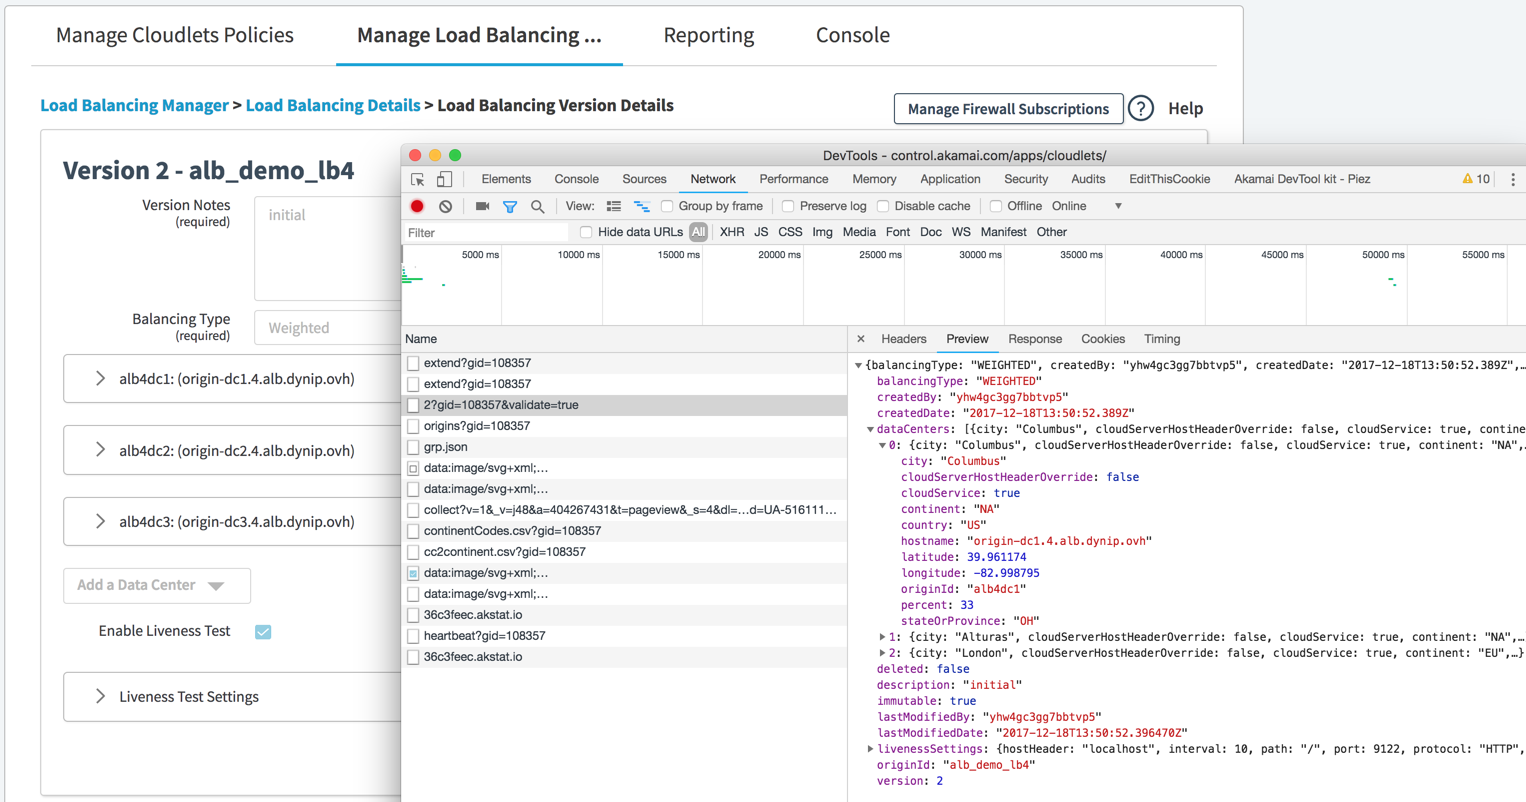 Manage Cloudlets Policies
Manage Load Balancing ...
Reporting
Console
Load Balancing Manager > Load Balancing Details > Load Balancing Version Details
Manage Firewall Subscriptions
? Help
Version 2 - alb_demo_lb4
Version Notes
(required)
initial
Balancing Type
(required)
Weighted
alb4dc1: (origin-dc1.4.alb.dynip.ovh)
alb4dc2: (origin-dc2.4.alb.dynip.ovh)
alb4dc3: (origin-dc3.4.alb.dynip.ovh)
Add a Data Center
Enable Liveness Test
Liveness Test Settings
DevTools - control.akamai.com/apps/cloudlets/
Elements Console Sources Network Performance Memory Application Security Audits EditThisCookie Akamai DevTool kit - Piez 10
View: Group by frame Preserve log Disable cache Offline Online
Filter Hide data URLs All XHR JS CSS Img Media Font Doc WS Manifest Other
5000 ms 10000 ms 15000 ms 20000 ms 25000 ms 30000 ms 35000 ms 40000 ms 45000 ms 50000 ms 55000 ms
Name
extend?gid=108357
extend?gid=108357
2?gid=108357&validate=true
origins?gid=108357
grp.json
data:image/svg+xml;...
data:image/svg+xml;...
collect?v=1&_v=j48&a=404267431&t=pageview&_s=4&dl=...d=UA-516111...
continentCodes.csv?gid=108357
cc2continent.csv?gid=108357
data:image/svg+xml;...
data:image/svg+xml;...
36c3feec.akstat.io
heartbeat?gid=108357
36c3feec.akstat.io
× Headers Preview Response Cookies Timing
{balancingType: "WEIGHTED", createdBy: "yhw4gc3gg7bbtvp5", createdDate: "2017-12-18T13:50:52.389Z",...
balancingType: "WEIGHTED"
createdBy: "yhw4gc3gg7bbtvp5"
createdDate: "2017-12-18T13:50:52.389Z"
dataCenters: [{city: "Columbus", cloudServerHostHeaderOverride: false, cloudService: true, contine
0: {city: "Columbus", cloudServerHostHeaderOverride: false, cloudService: true, continent: "NA",...
city: "Columbus"
cloudServerHostHeaderOverride: false
cloudService: true
continent: "NA"
country: "US"
hostname: "origin-dc1.4.alb.dynip.ovh"
latitude: 39.961174
longitude: -82.998795
originId: "alb4dc1"
percent: 33
stateOrProvince: "OH"
1: {city: "Alturas", cloudServerHostHeaderOverride: false, cloudService: true, continent: "NA",...
2: {city: "London", cloudServerHostHeaderOverride: false, cloudService: true, continent: "EU",...}
deleted: false
description: "initial"
immutable: true
lastModifiedBy: "yhw4gc3gg7bbtvp5"
lastModifiedDate: "2017-12-18T13:50:52.396470Z"
livenessSettings: {hostHeader: "localhost", interval: 10, path: "/", port: 9122, protocol: "HTTP",
originId: "alb_demo_lb4"
version: 2